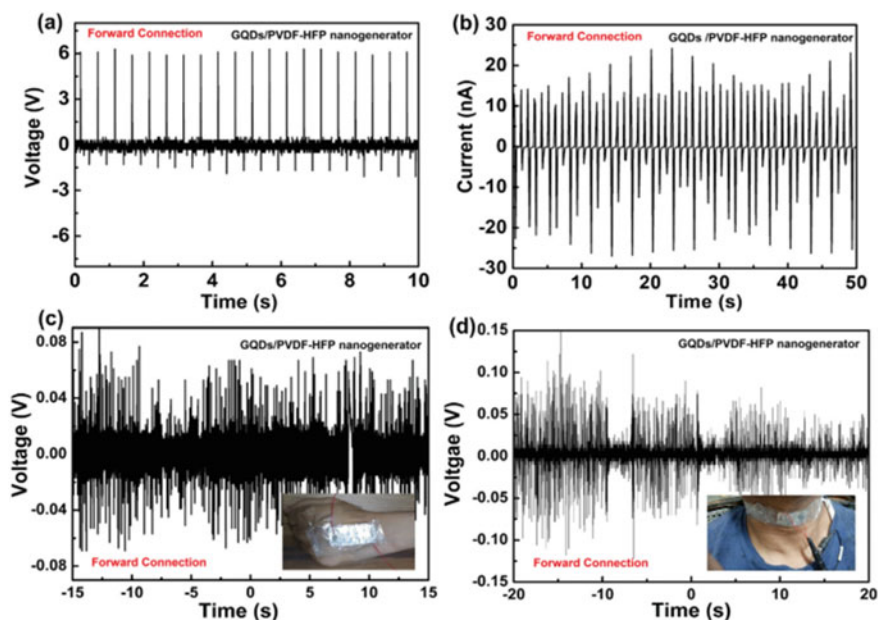 (a)
Forward Connection
GQDs/PVDF-HFP nanogenerator
Voltage (V)
6
3
0
-3
-6
0 2 4 6 8 10
Time (s)
(b)
Forward Connection
GQDs /PVDF-HFP nanogenerator
Current (nA)
30
20
10
0
-10
-20
-30
0 10 20 30 40 50
Time (s)
(c)
GQDs/PVDF-HFP nanogenerator
Voltage (V)
0.08
0.04
0.00
-0.04
-0.08
Forward Connection
-15 -10 -5 0 5 10 15
Time (s)
(d)
GQDs/PVDF-HFP nanogenerator
Voltgae (V)
0.15
0.10
0.05
0.00
-0.05
-0.10
-0.15
Forward Connection
-20 -10 0 10 20
Time (s)